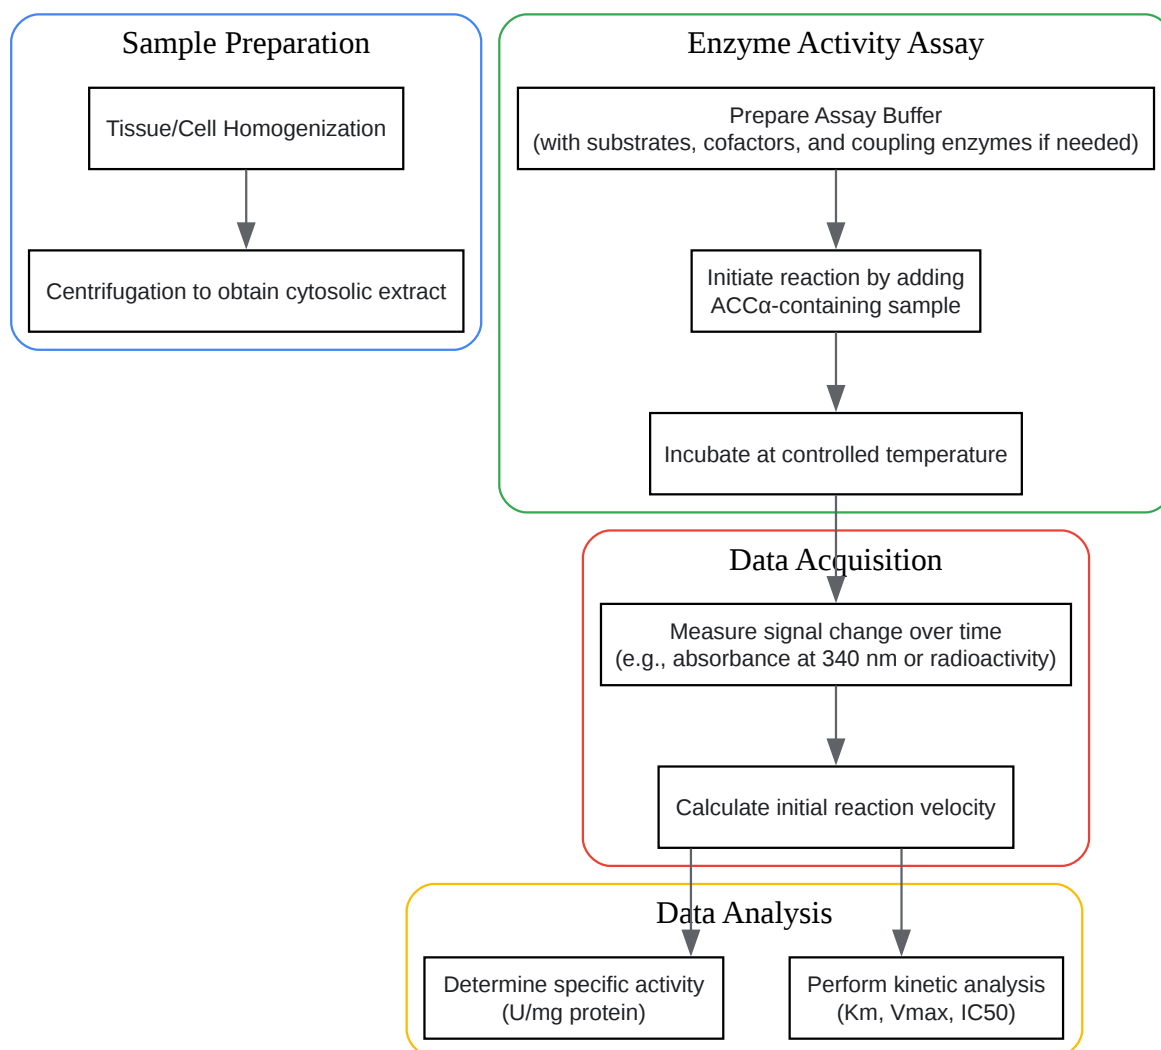 Sample Preparation
Tissue/Cell Homogenization
Centrifugation to obtain cytosolic extract
Enzyme Activity Assay
Prepare Assay Buffer
(with substrates, cofactors, and coupling enzymes if needed)
Initiate reaction by adding
ACCα-containing sample
Incubate at controlled temperature
Data Acquisition
Measure signal change over time
(e.g., absorbance at 340 nm or radioactivity)
Calculate initial reaction velocity
Data Analysis
Determine specific activity
(U/mg protein)
Perform kinetic analysis
(Km, Vmax, IC50)